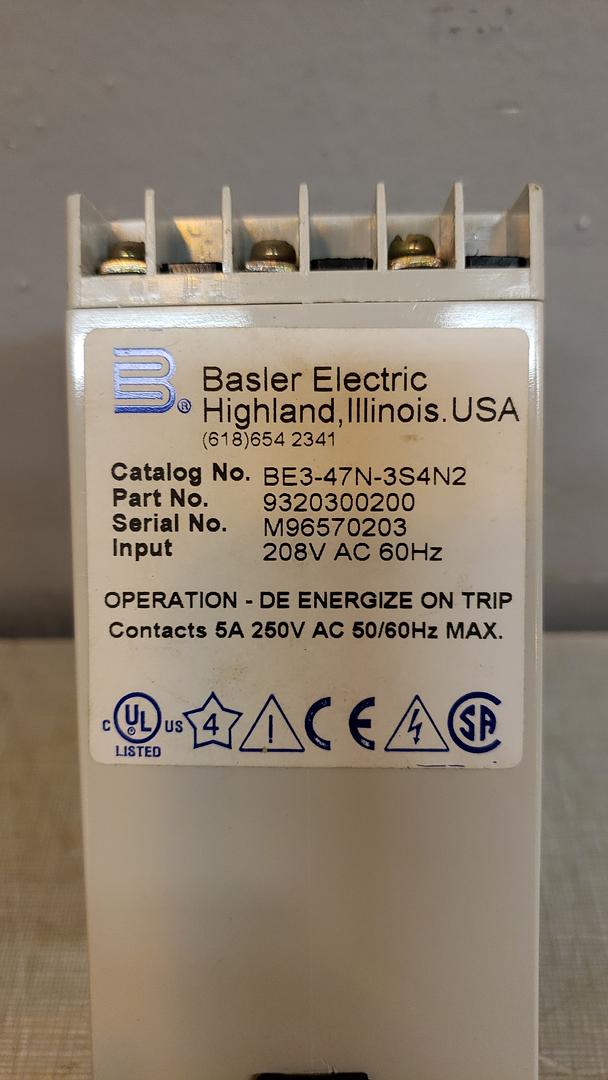 B®
Basler Electric
Highland,Illinois.USA
(618)654 2341
Catalog No. BE3-47N-3S4N2
Part No. 9320300200
Serial No. M96570203
Input 208V AC 60Hz
OPERATION - DE ENERGIZE ON TRIP
Contacts 5A 250V AC 50/60Hz MAX.
C UL® US 4 ! CE SA
LISTED